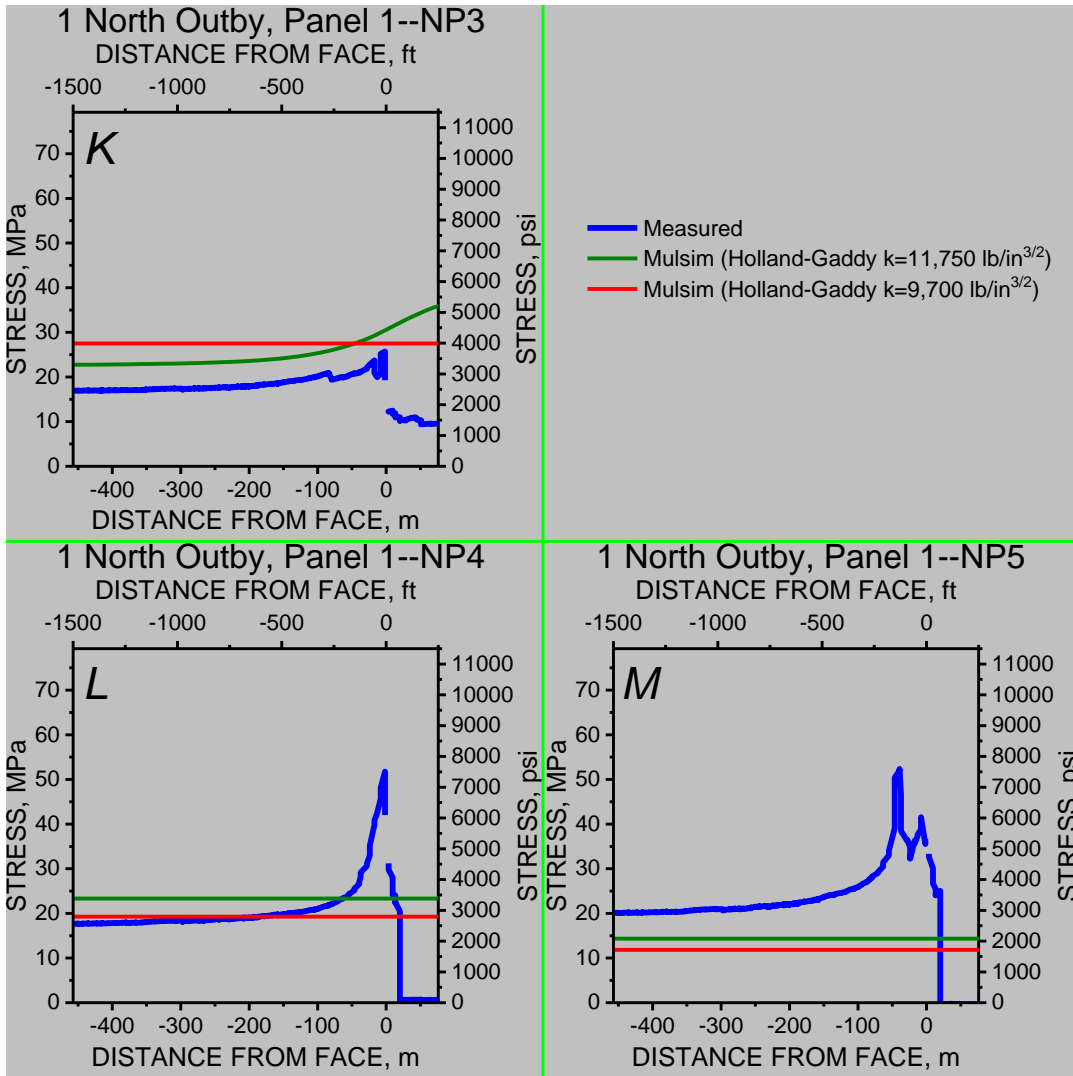 1 North Outby, Panel 1--NP3
DISTANCE FROM FACE, ft
-1500 -1000 -500 0
K
STRESS, MPa
70
60
50
40
30
20
10
0
11000
10000
9000
8000
7000
6000
5000
4000
3000
2000
1000
0
STRESS, psi
-400 -300 -200 -100 0
DISTANCE FROM FACE, m
Measured
Mulsim (Holland-Gaddy k=11,750 lb/in³ᐟ²)
Mulsim (Holland-Gaddy k=9,700 lb/in³ᐟ²)
1 North Outby, Panel 1--NP4
DISTANCE FROM FACE, ft
-1500 -1000 -500 0
L
STRESS, MPa
70
60
50
40
30
20
10
0
11000
10000
9000
8000
7000
6000
5000
4000
3000
2000
1000
0
STRESS, psi
-400 -300 -200 -100 0
DISTANCE FROM FACE, m
1 North Outby, Panel 1--NP5
DISTANCE FROM FACE, ft
-1500 -1000 -500 0
M
STRESS, MPa
70
60
50
40
30
20
10
0
11000
10000
9000
8000
7000
6000
5000
4000
3000
2000
1000
0
STRESS, psi
-400 -300 -200 -100 0
DISTANCE FROM FACE, m